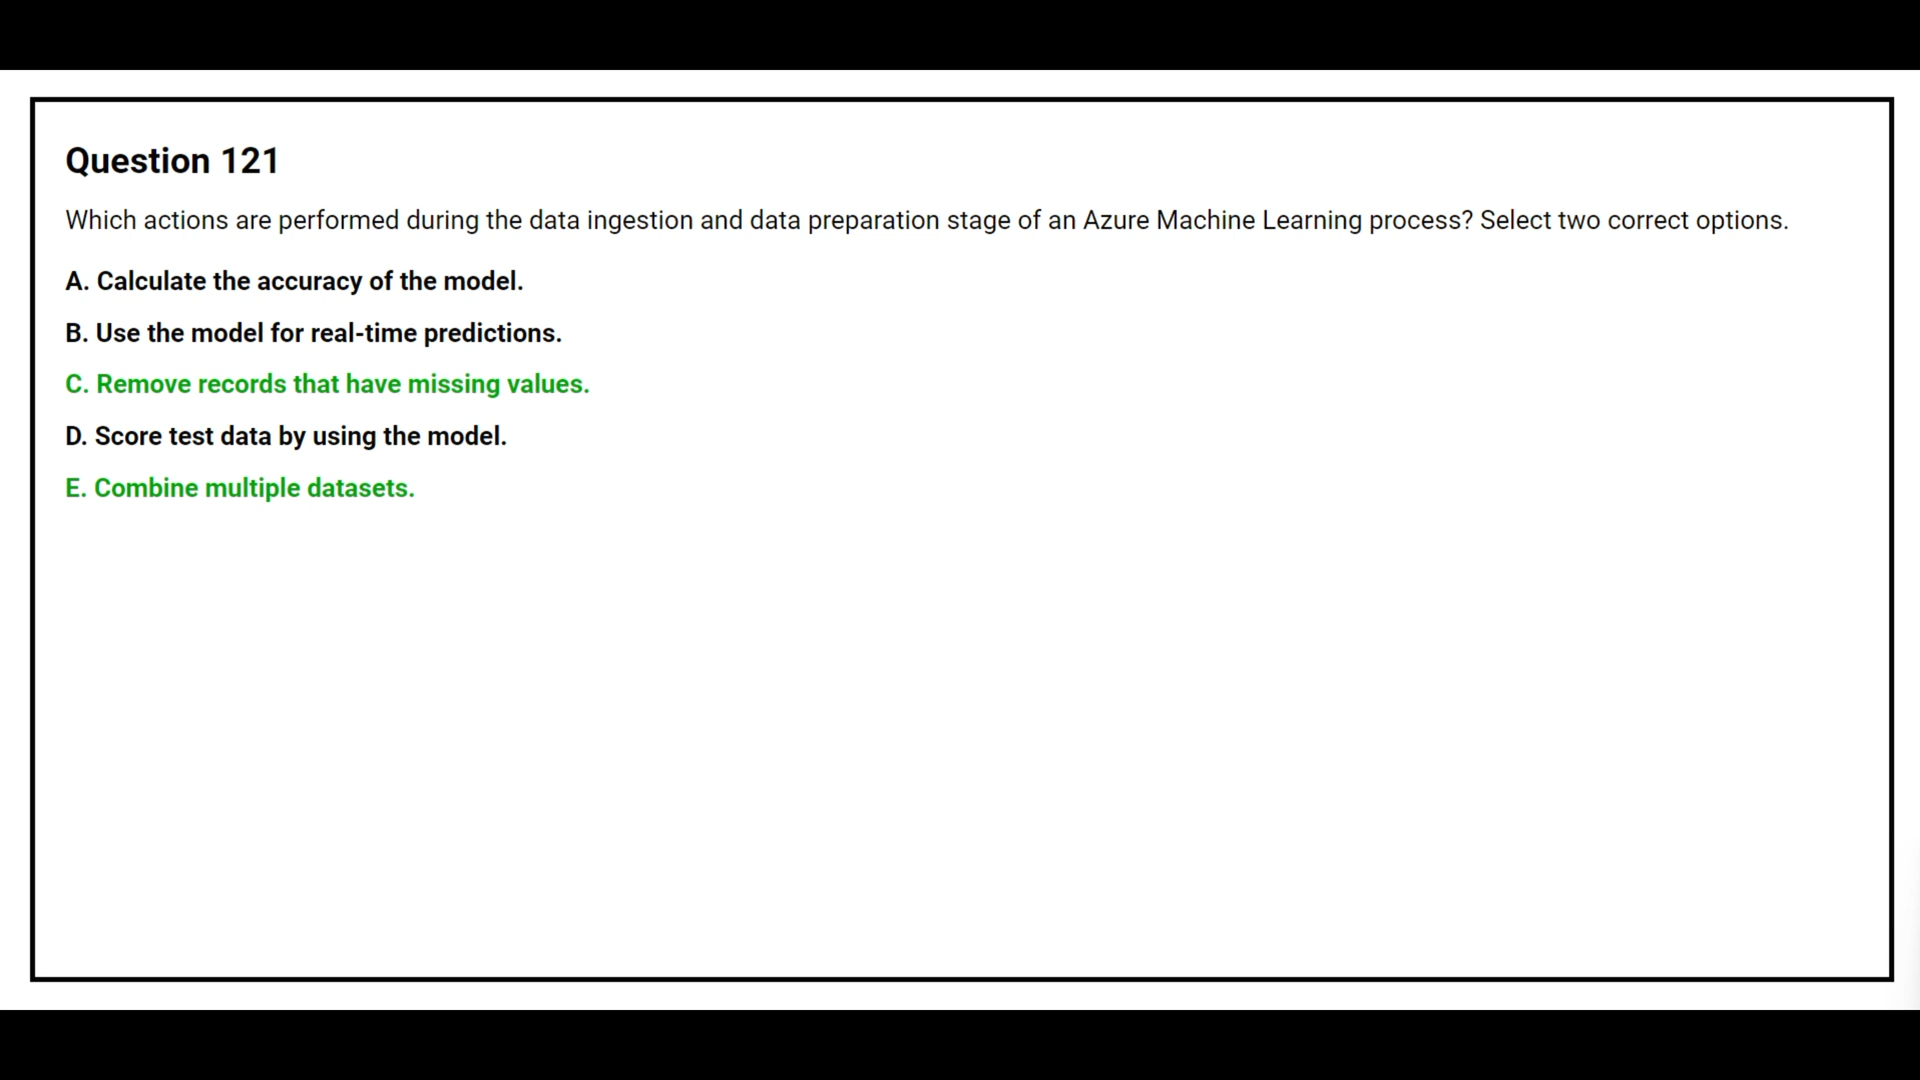 Question 121
Which actions are performed during the data ingestion and data preparation stage of an Azure Machine Learning process? Select two correct options.
A. Calculate the accuracy of the model.
B. Use the model for real-time predictions.
C. Remove records that have missing values.
D. Score test data by using the model.
E. Combine multiple datasets.